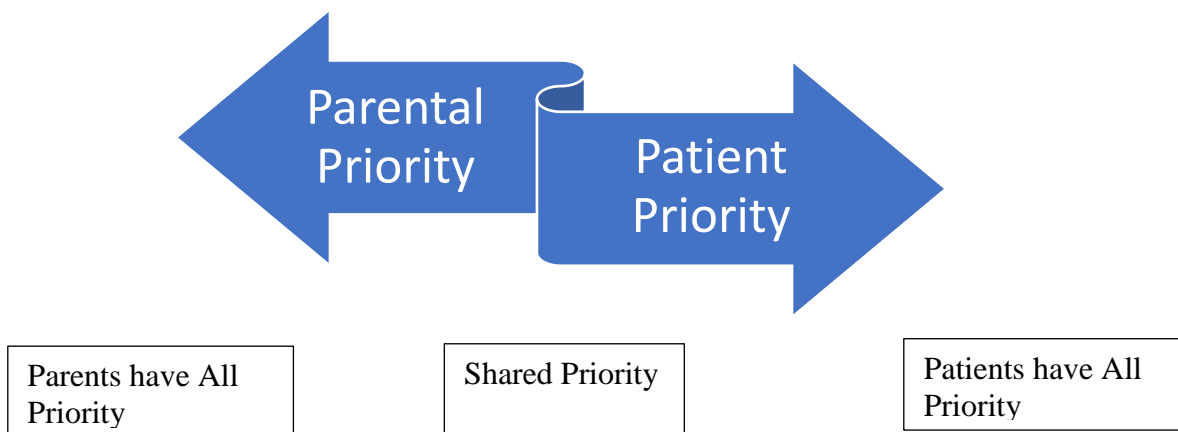 Parental
Priority
Patient
Priority
Parents have All
Priority
Shared Priority
Patients have All
Priority